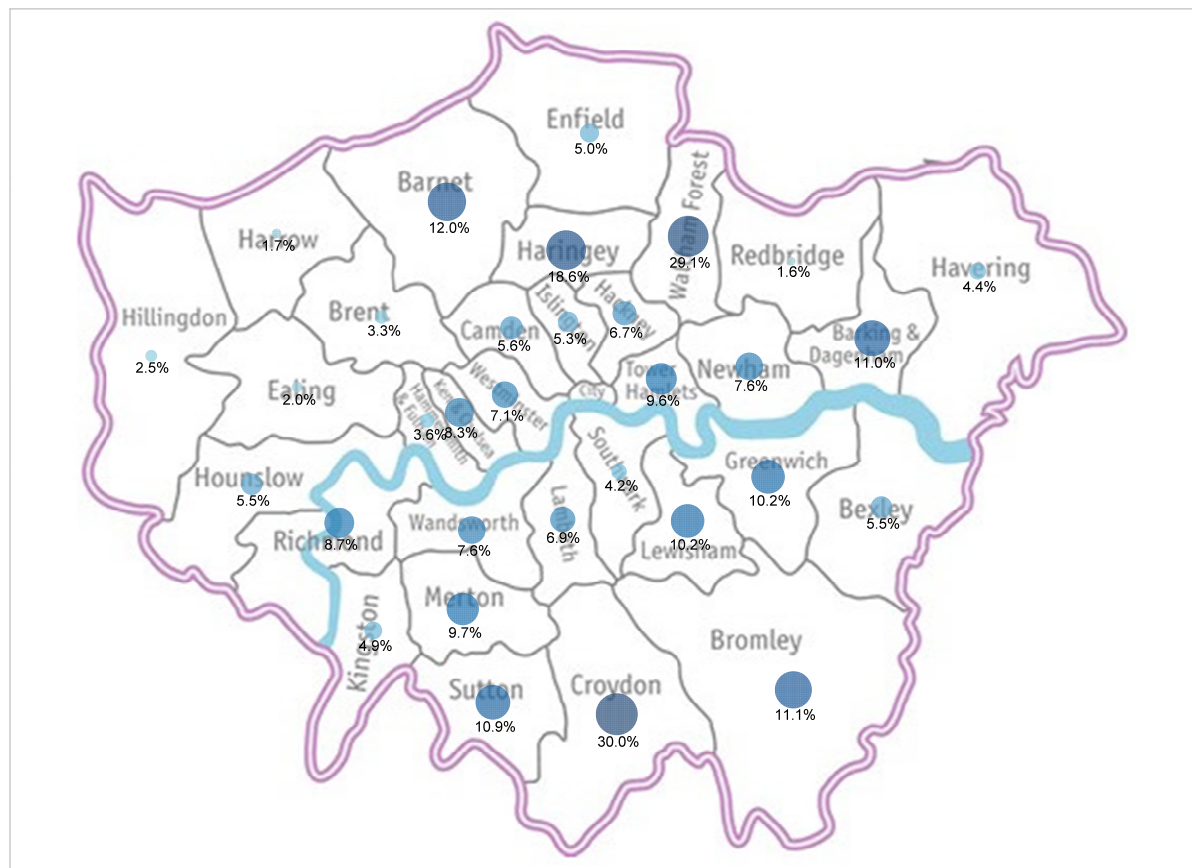 Enfield
5.0%
Barnet
12.0%
Haringey
18.6%
Waltham Forest
29.1%
Harrow
1.7%
Redbridge
1.6%
Havering
4.4%
Hillingdon
2.5%
Brent
3.3%
Camden
5.6%
Islington
5.3%
Hackney
6.7%
Barking &
Dagenham
11.0%
Ealing
2.0%
Hammersmith
& Fulham
3.6%
8.3%
Westminster
7.1%
City
Tower
Hamlets
9.6%
Newham
7.6%
Hounslow
5.5%
Richmond
8.7%
Wandsworth
7.6%
Lambeth
6.9%
Southwark
4.2%
Lewisham
10.2%
Greenwich
10.2%
Bexley
5.5%
Kingston
4.9%
Merton
9.7%
Sutton
10.9%
Croydon
30.0%
Bromley
11.1%